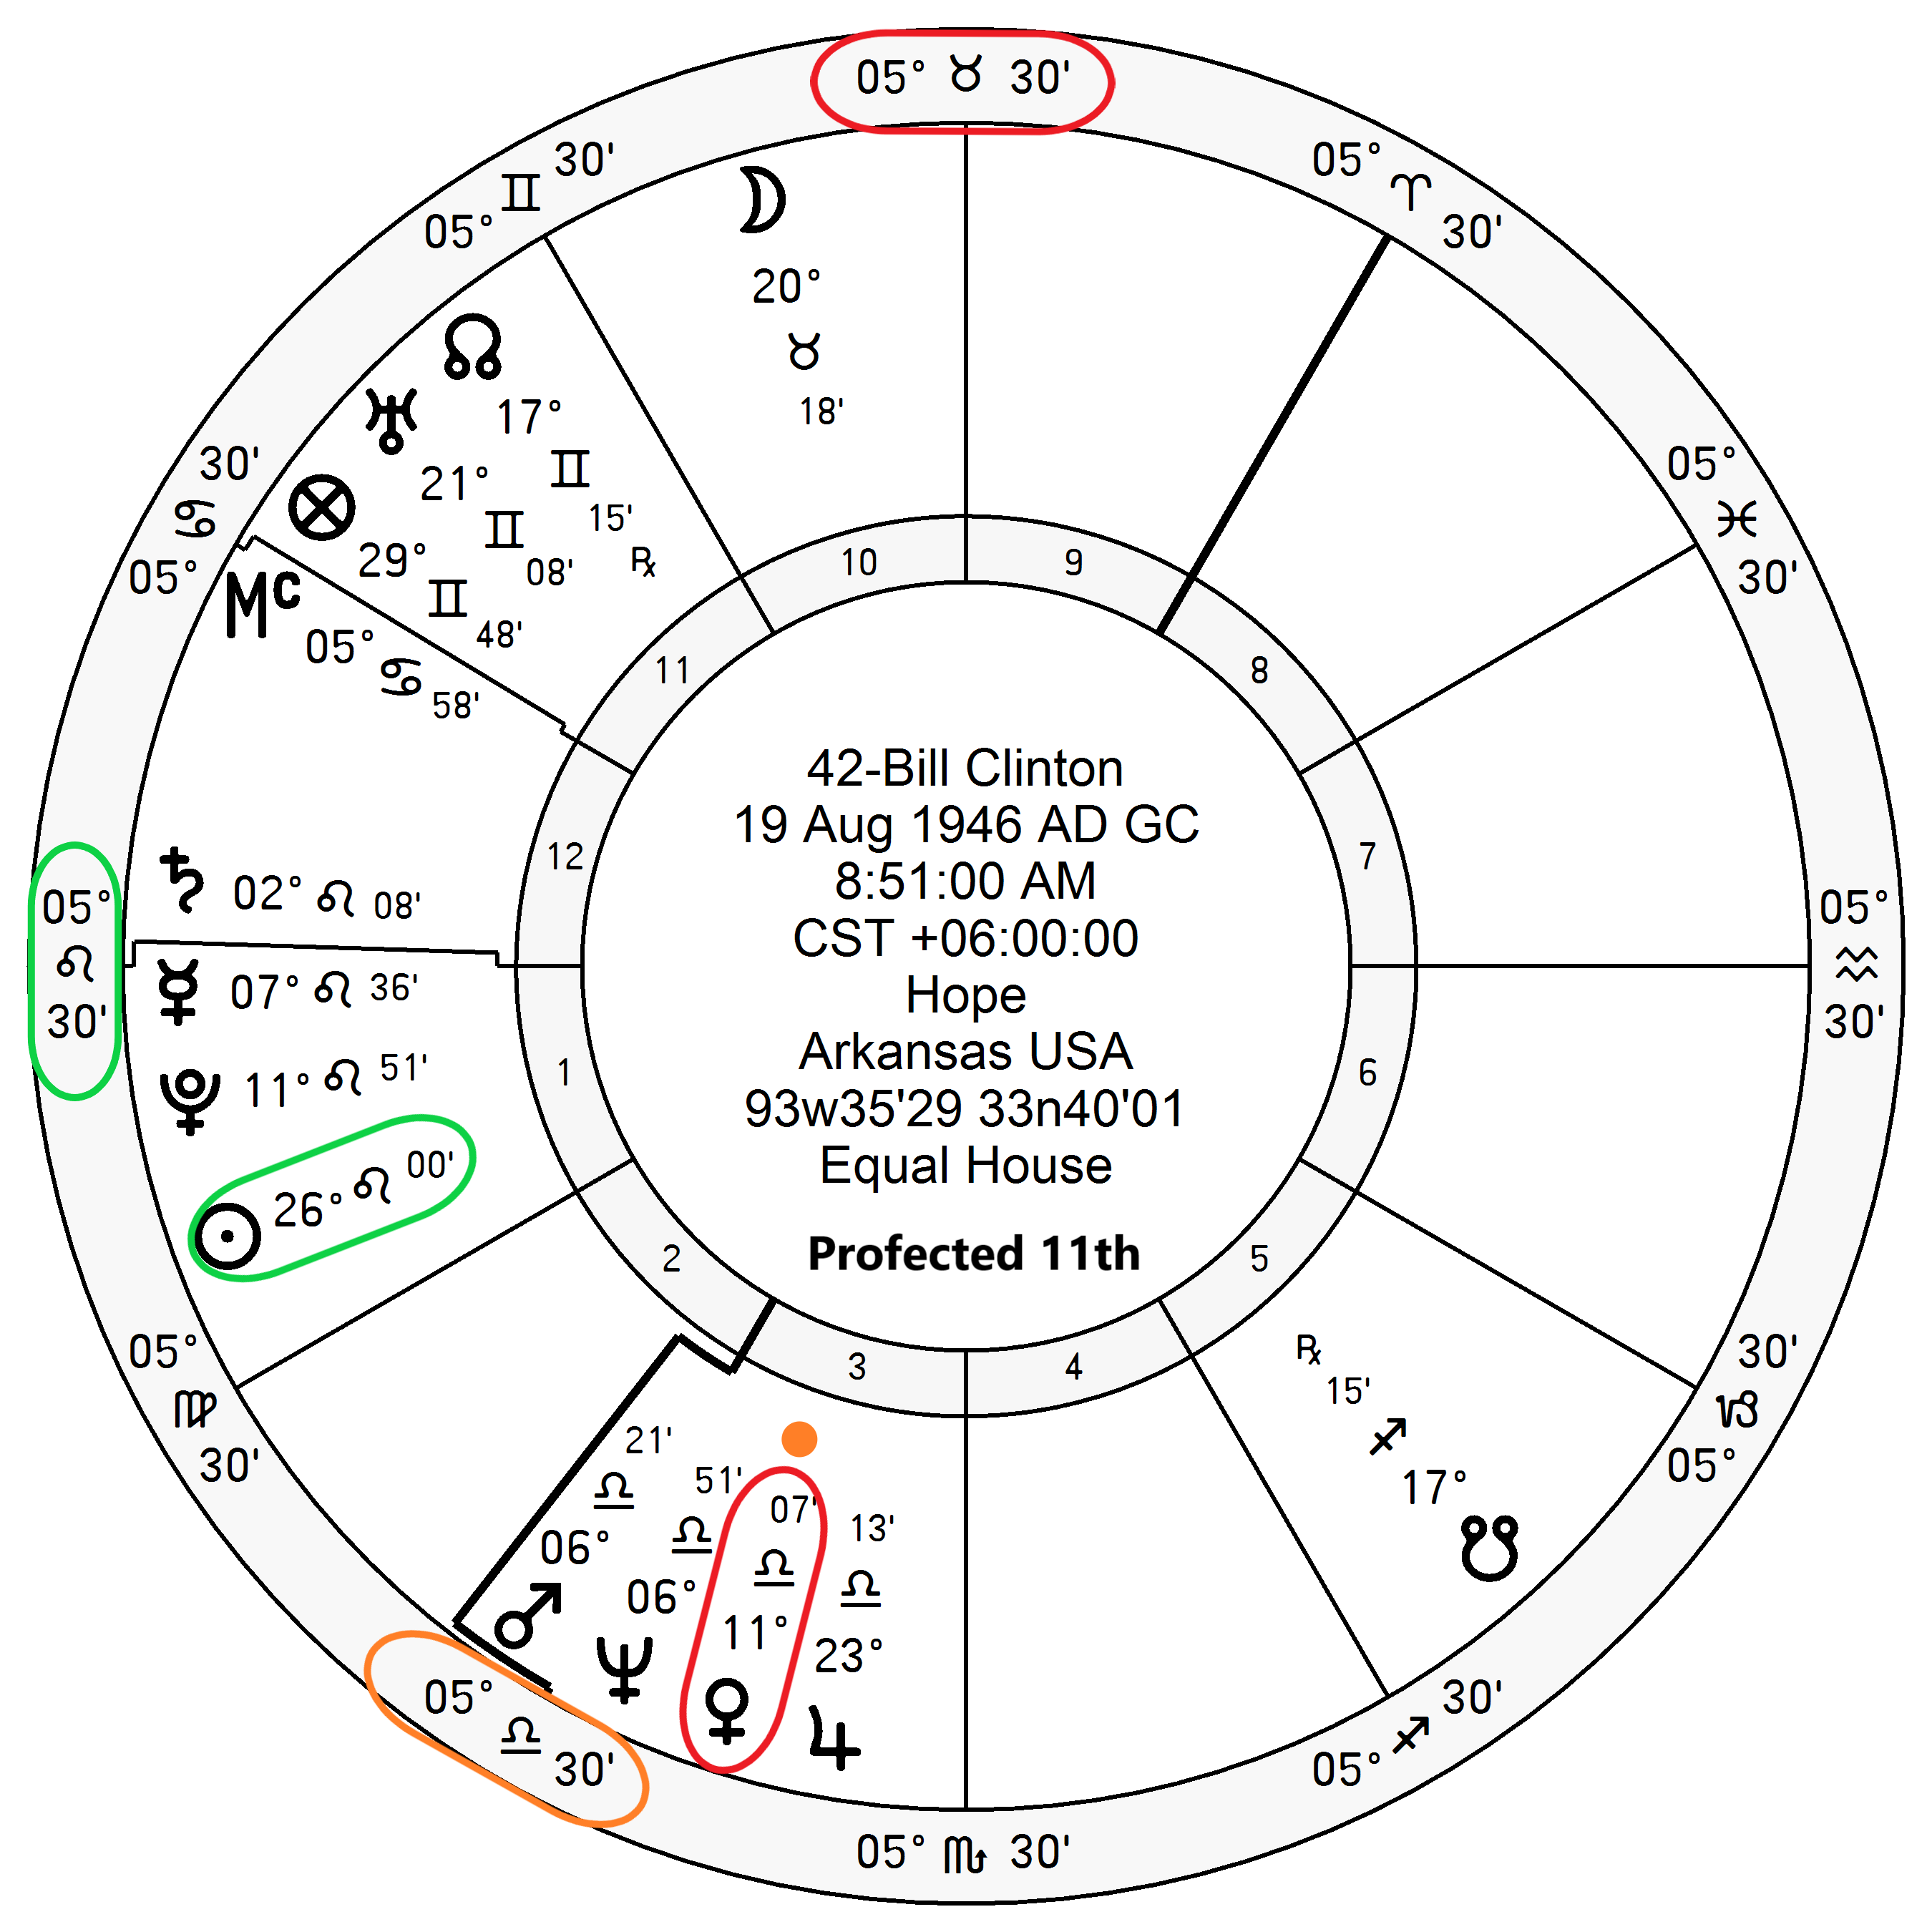 05° ♉ 30'
05° ♈ 30'
05° ♓ 30'
05° ♒ 30'
05° ♑ 30'
05° ♐ 30'
05° ♏ 30'
05° ♎ 30'
05° ♍ 30'
05° ♌ 30'
05° ♋ 30'
05° ♊ 30'
☽ 20° ♉ 18'
☊ 17° ♊ 15' ℞
♅ 21° ♊ 08'
⊗ 29° ♊ 48'
MC 05° ♋ 58'
♄ 02° ♌ 08'
☿ 07° ♌ 36'
♇ 11° ♌ 51'
☉ 26° ♌ 00'
♂ 06° ♎ 21'
♆ 06° ♎ 51'
♀ 11° ♎ 07'
♃ 23° ♎ 13'
☋ 17° ♐ 15' ℞
10
9
8
7
6
5
4
3
2
1
12
11
42-Bill Clinton
19 Aug 1946 AD GC
8:51:00 AM
CST +06:00:00
Hope
Arkansas USA
93w35'29 33n40'01
Equal House
Profected 11th